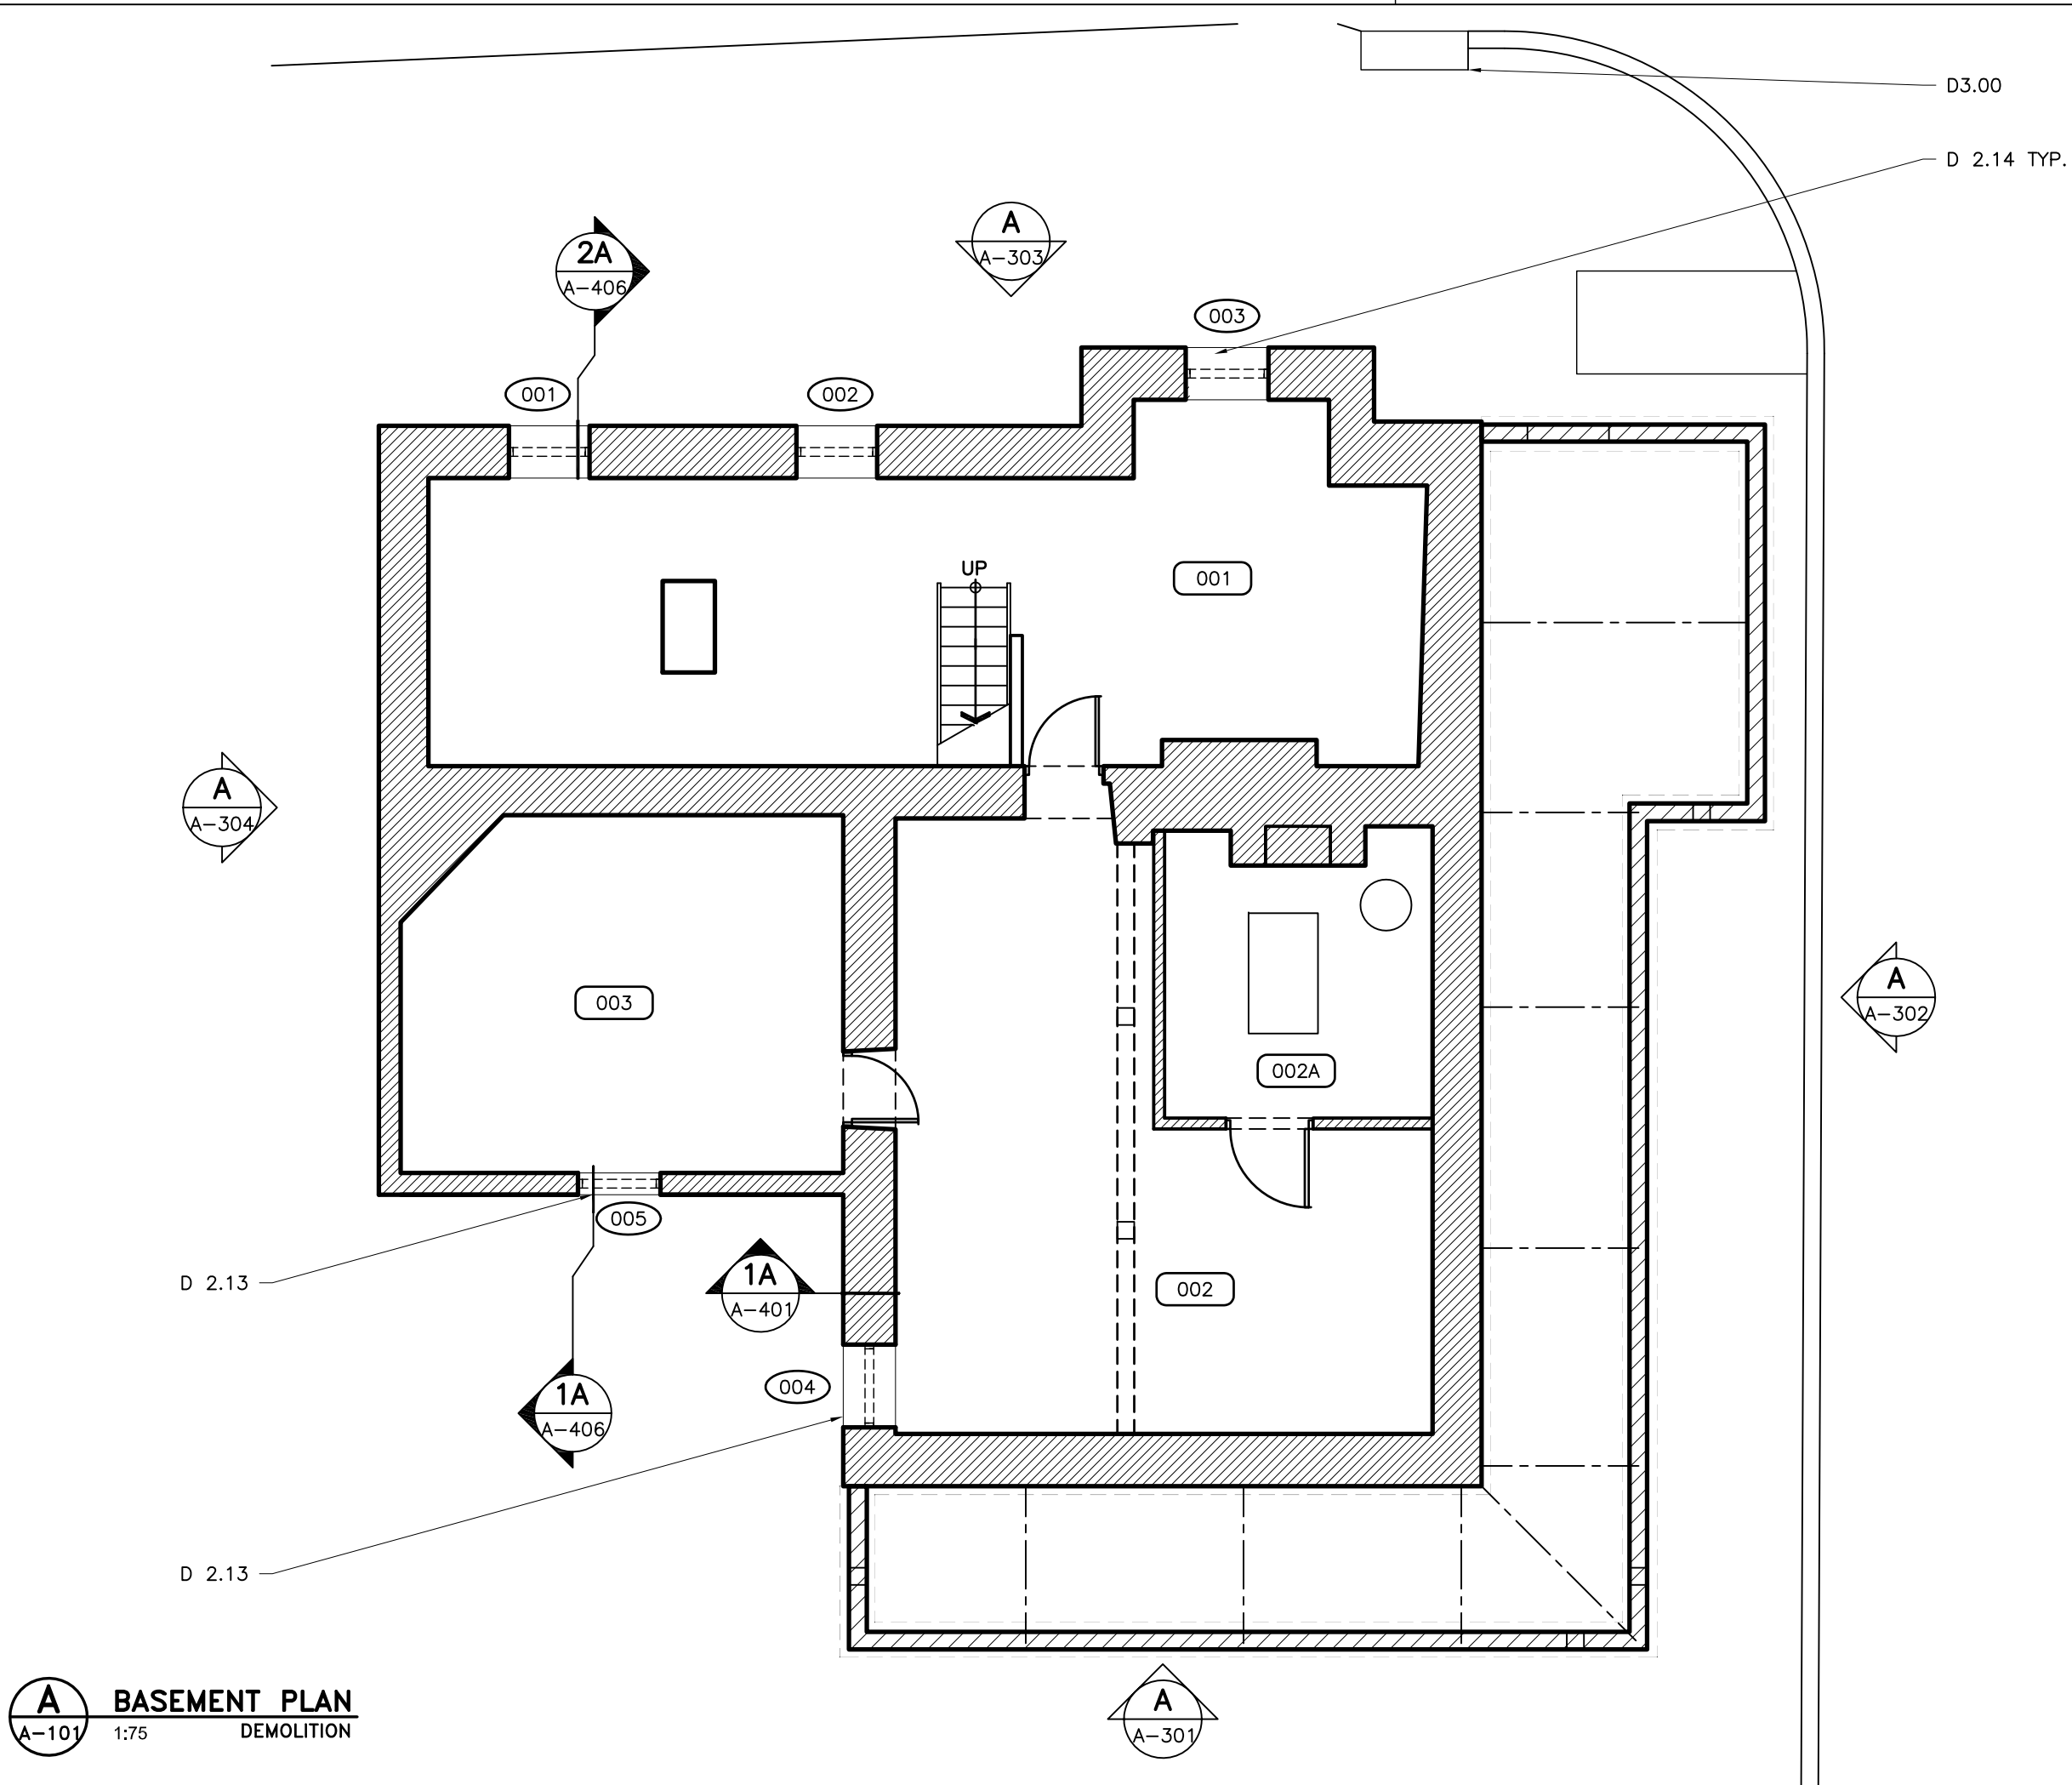 D3.00
D 2.14 TYP.
A
A-303
2A
A-406
003
001
002
UP
001
A
A-304
003
002A
A
A-302
005
D 2.13
1A
A-401
002
004
1A
A-406
D 2.13
A
A-101
BASEMENT PLAN
1:75 DEMOLITION
A
A-301